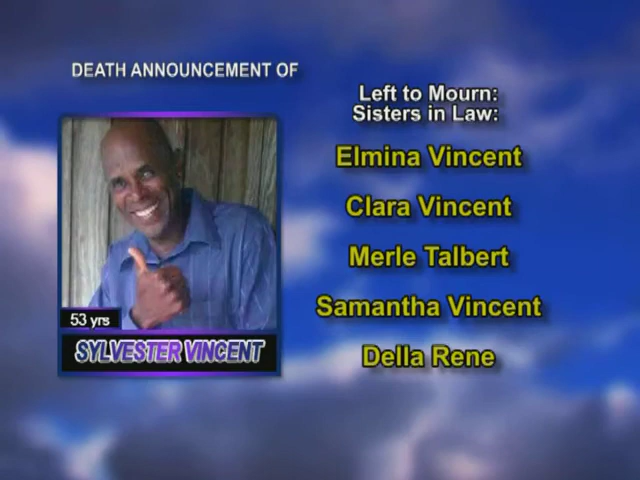 DEATH ANNOUNCEMENT OF
53 yrs
SYLVESTER VINCENT
Left to Mourn:
Sisters in Law:
Elmina Vincent
Clara Vincent
Merle Talbert
Samantha Vincent
Della Rene